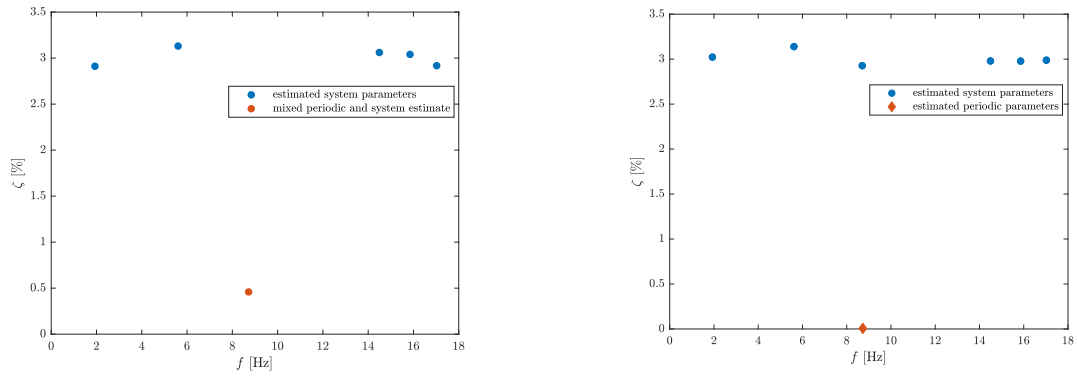 3.5
3
2.5
2
1.5
1
0.5
0
ζ [%]
0 2 4 6 8 10 12 14 16 18
f [Hz]
estimated system parameters
mixed periodic and system estimate
3.5
3
2.5
2
1.5
1
0.5
0
ζ [%]
0 2 4 6 8 10 12 14 16 18
f [Hz]
estimated system parameters
estimated periodic parameters